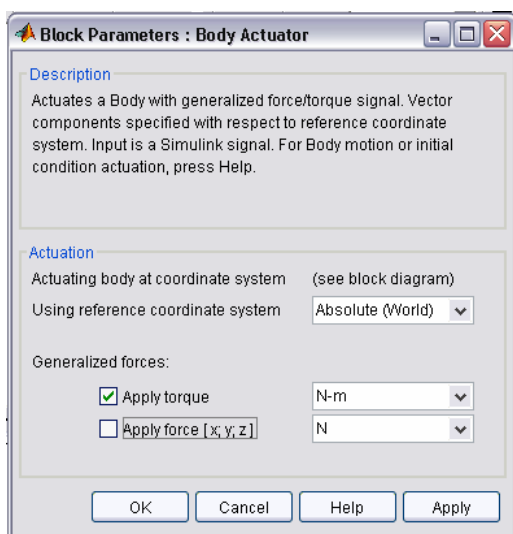 Block Parameters : Body Actuator
Description
Actuates a Body with generalized force/torque signal. Vector
components specified with respect to reference coordinate
system. Input is a Simulink signal. For Body motion or initial
condition actuation, press Help.
Actuation
Actuating body at coordinate system (see block diagram)
Using reference coordinate system Absolute (World)
Generalized forces:
Apply torque N-m
Apply force [ x; y; z ] N
OK Cancel Help Apply